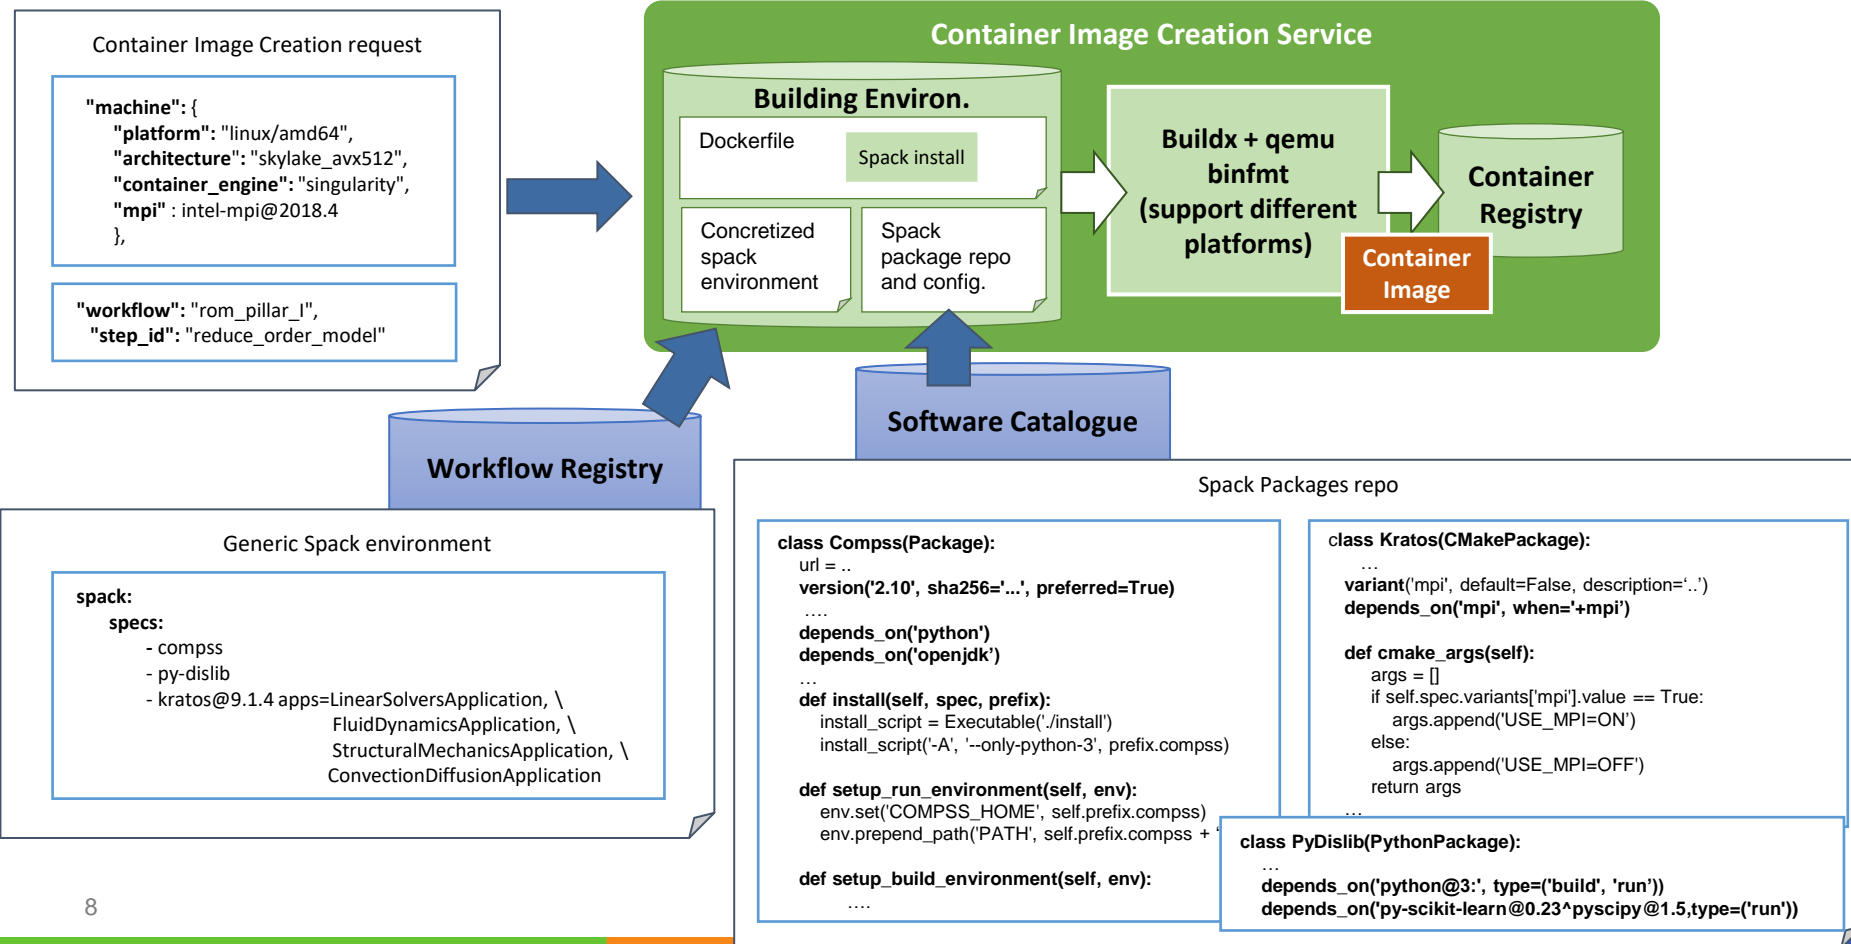 Container Image Creation request
"machine": {
"platform": "linux/amd64",
"architecture": "skylake_avx512",
"container_engine": "singularity",
"mpi" : intel-mpi@2018.4
},
"workflow": "rom_pillar_I",
"step_id": "reduce_order_model"
Container Image Creation Service
Building Environ.
Dockerfile
Spack install
Concretized
spack
environment
Spack
package repo
and config.
Buildx + qemu
binfmt
(support different
platforms)
Container
Image
Container
Registry
Workflow Registry
Software Catalogue
Generic Spack environment
spack:
specs:
- compss
- py-dislib
- kratos@9.1.4 apps=LinearSolversApplication, \
FluidDynamicsApplication, \
StructuralMechanicsApplication, \
ConvectionDiffusionApplication
Spack Packages repo
class Compss(Package):
url = ..
version('2.10', sha256='...', preferred=True)
….
depends_on('python')
depends_on('openjdk’)
…
def install(self, spec, prefix):
install_script = Executable('./install')
install_script('-A', '--only-python-3', prefix.compss)
def setup_run_environment(self, env):
env.set('COMPSS_HOME', self.prefix.compss)
env.prepend_path('PATH', self.prefix.compss + ‘
def setup_build_environment(self, env):
….
class Kratos(CMakePackage):
…
variant('mpi', default=False, description=‘..’)
depends_on('mpi', when='+mpi’)
def cmake_args(self):
args = []
if self.spec.variants['mpi'].value == True:
args.append('USE_MPI=ON’)
else:
args.append('USE_MPI=OFF’)
return args
…
class PyDislib(PythonPackage):
…
depends_on('python@3:', type=('build', 'run’))
depends_on('py-scikit-learn@0.23^pyscipy@1.5,type=('run'))
8